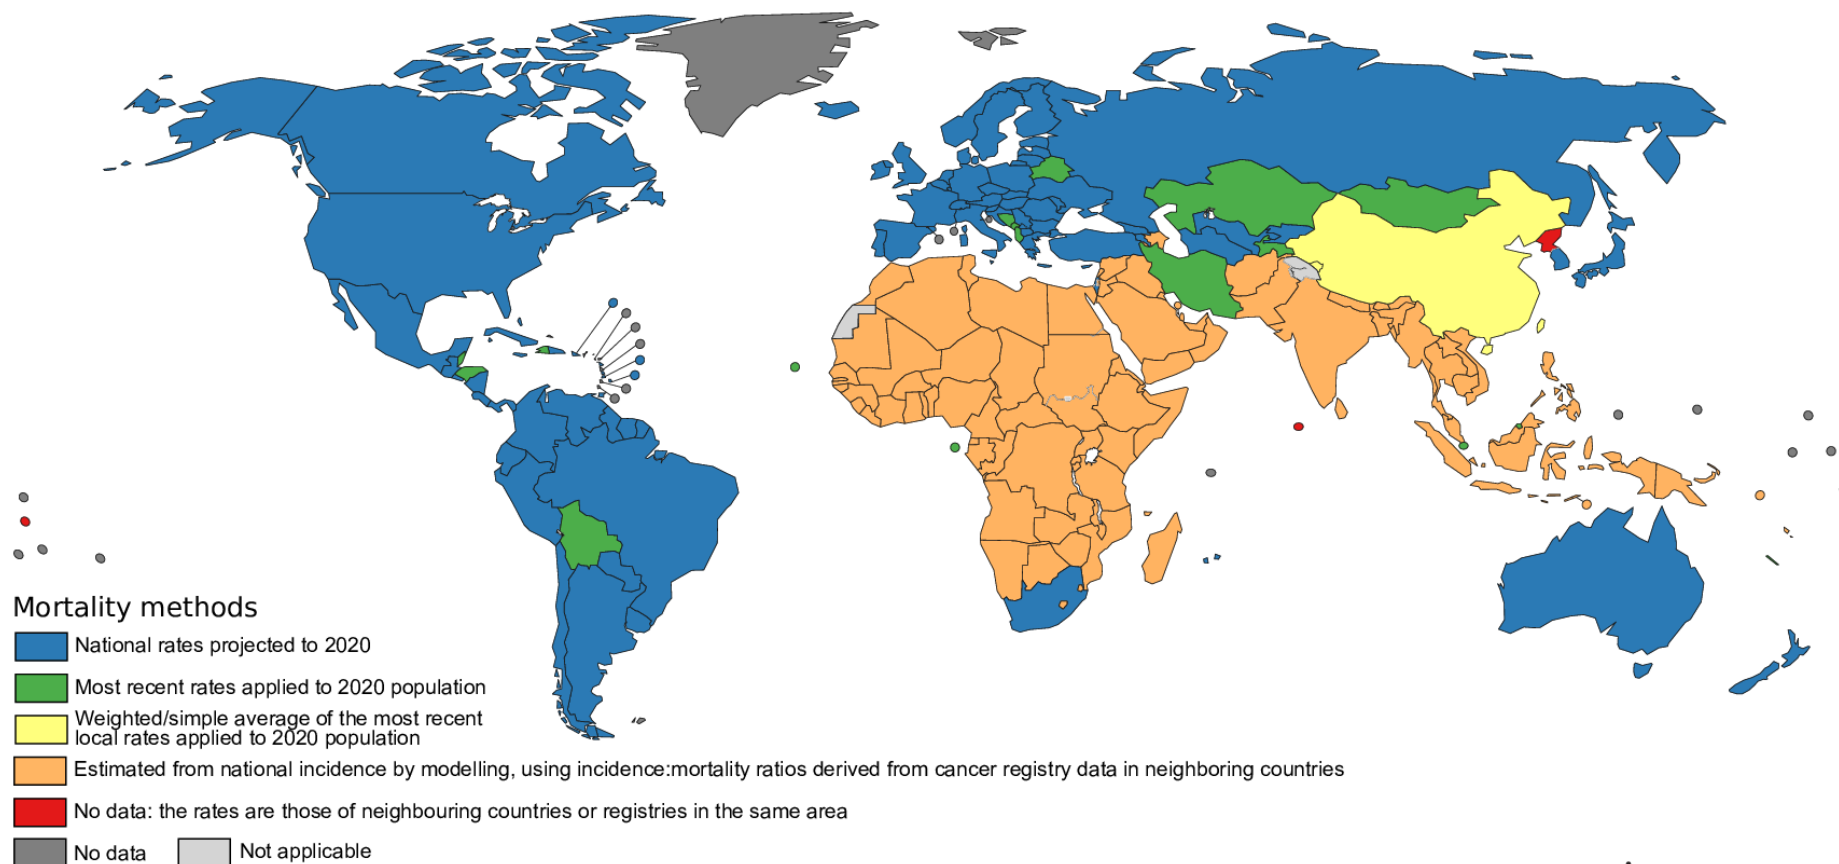 Mortality methods
National rates projected to 2020
Most recent rates applied to 2020 population
Weighted/simple average of the most recent
local rates applied to 2020 population
Estimated from national incidence by modelling, using incidence:mortality ratios derived from cancer registry data in neighboring countries
No data: the rates are those of neighbouring countries or registries in the same area
No data
Not applicable